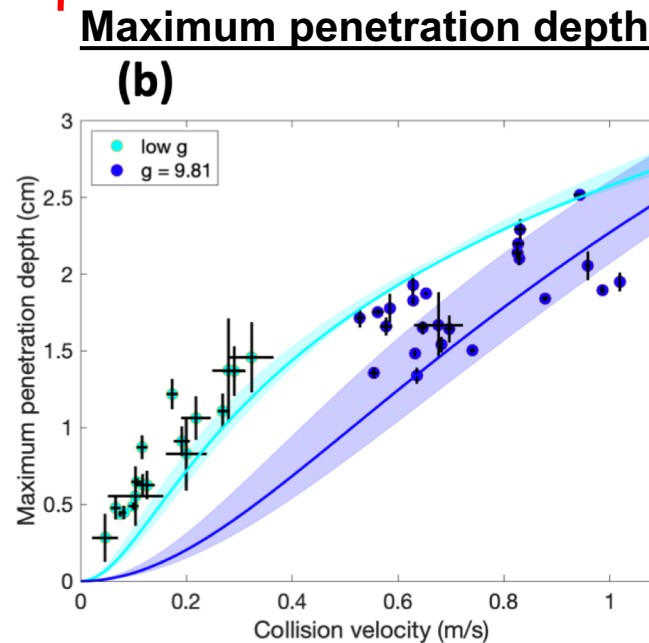 Maximum penetration depth
(b)
3
2.5
2
1.5
1
0.5
0
Maximum penetration depth (cm)
low g
g = 9.81
0
0.2
0.4
0.6
0.8
1
Collision velocity (m/s)